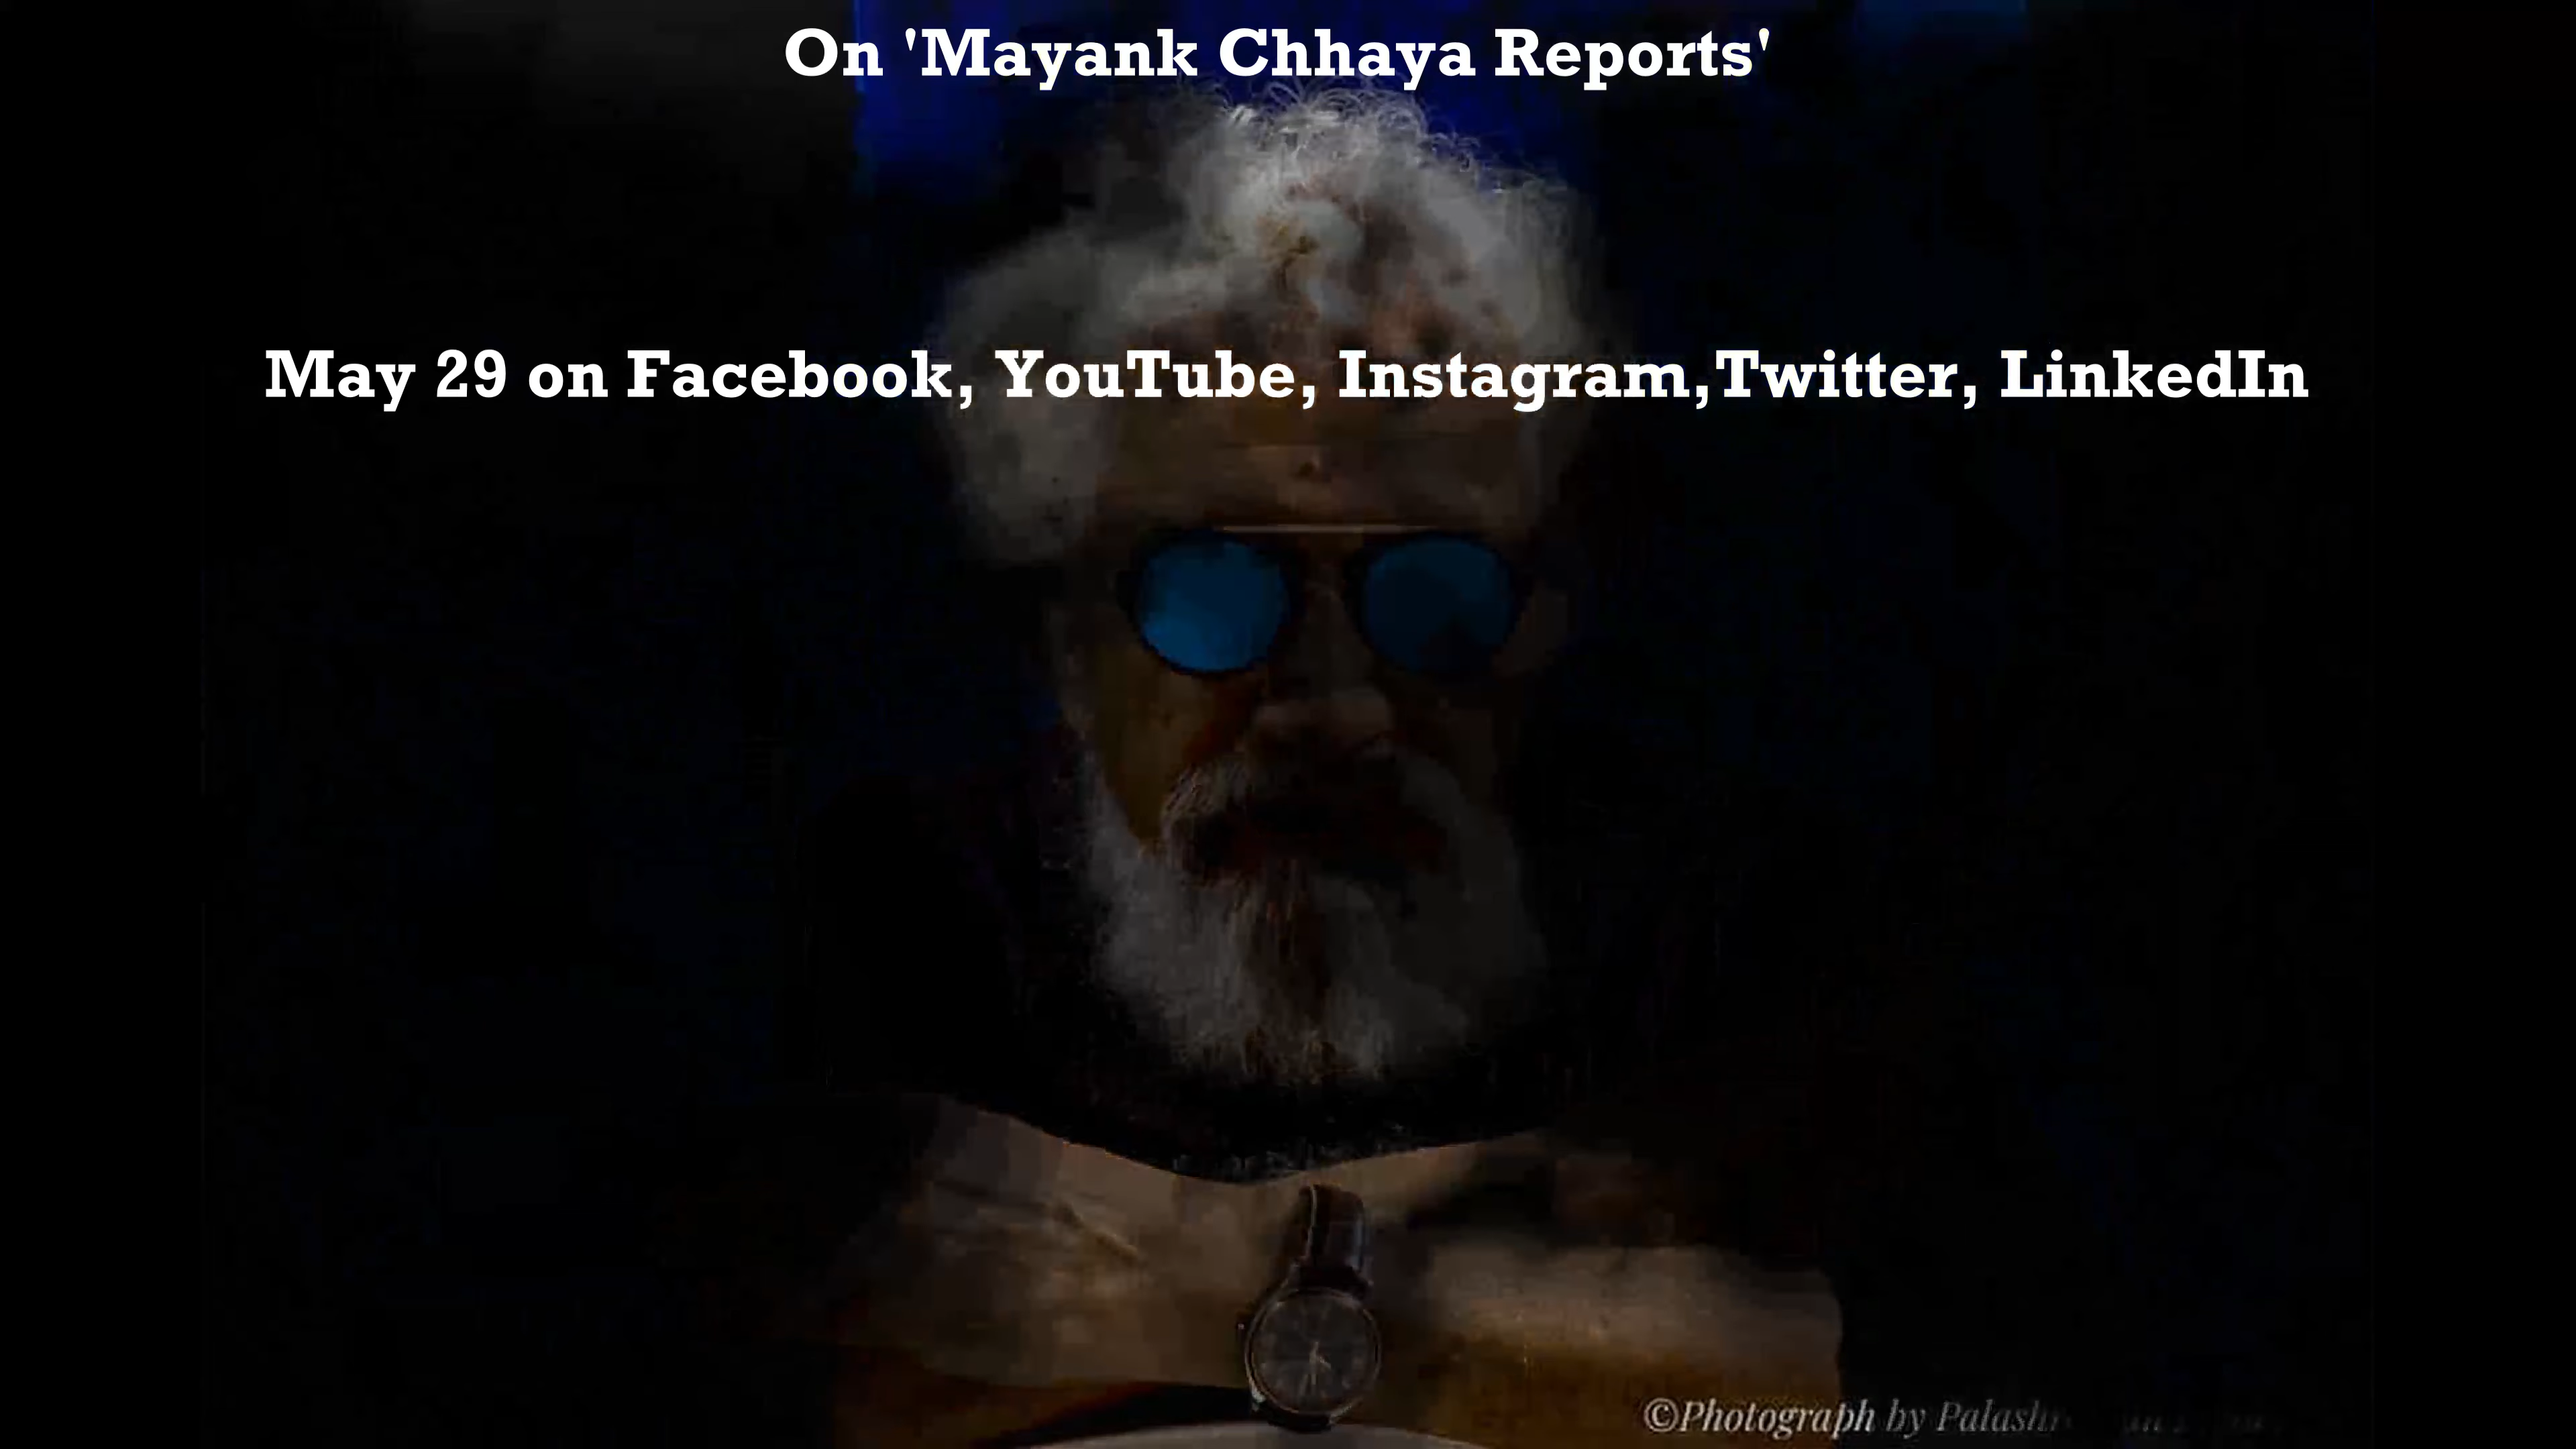 On 'Mayank Chhaya Reports'
May 29 on Facebook, YouTube, Instagram,Twitter, LinkedIn
©Photograph by